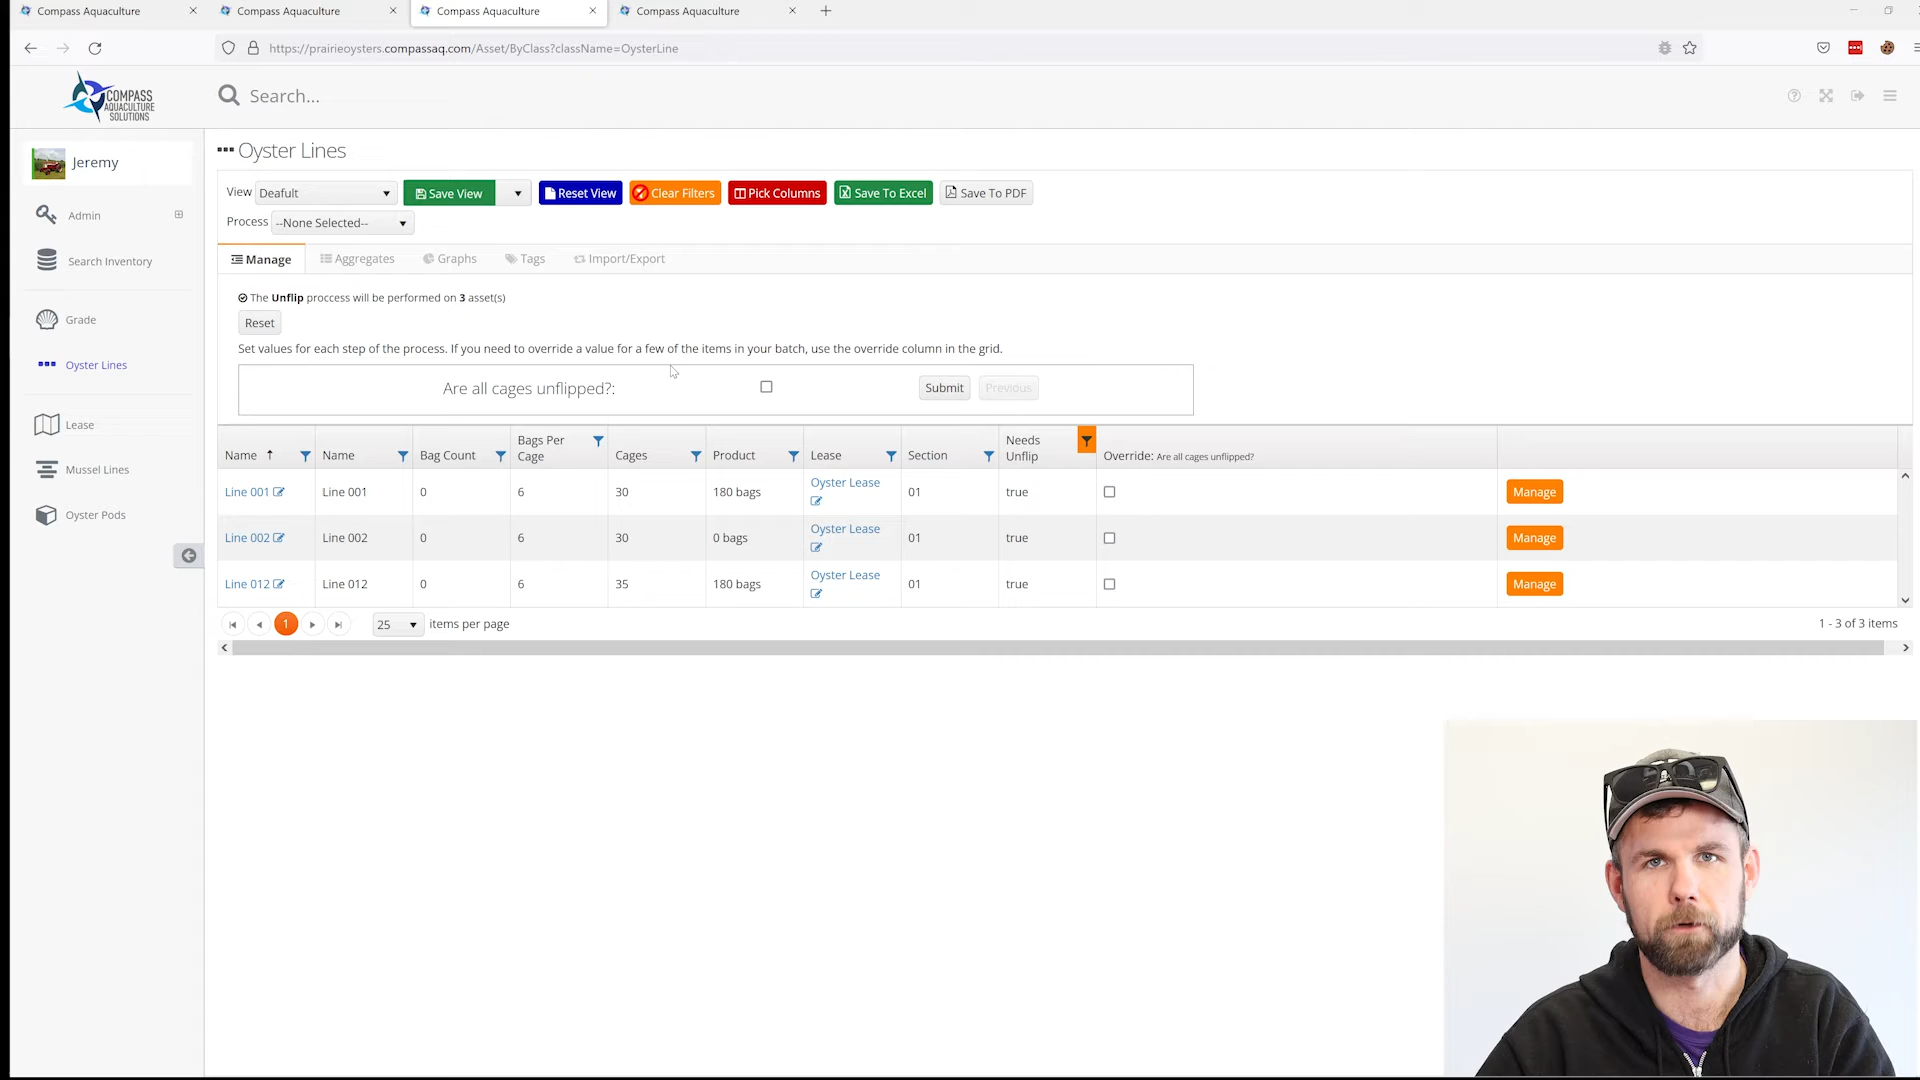 Compass Aquaculture
Compass Aquaculture
Compass Aquaculture
Compass Aquaculture
https://prairieoysters.compassaq.com/Asset/ByClass?className=OysterLine
COMPASS
AQUACULTURE
SOLUTIONS
Search...
Jeremy
Admin
Search Inventory
Grade
Oyster Lines
Lease
Mussel Lines
Oyster Pods
Oyster Lines
View Deafult Save View Reset View Clear Filters Pick Columns Save To Excel Save To PDF
Process --None Selected--
Manage Aggregates Graphs Tags Import/Export
The Unflip proccess will be performed on 3 asset(s)
Reset
Set values for each step of the process. If you need to override a value for a few of the items in your batch, use the override column in the grid.
Are all cages unflipped?: Submit Previous
Name Name Bag Count Bags Per Cage Cages Product Lease Section Needs Unflip Override: Are all cages unflipped?
Line 001 Line 001 0 6 30 180 bags Oyster Lease 01 true Manage
Line 002 Line 002 0 6 30 0 bags Oyster Lease 01 true Manage
Line 012 Line 012 0 6 35 180 bags Oyster Lease 01 true Manage
1 25 items per page 1 - 3 of 3 items